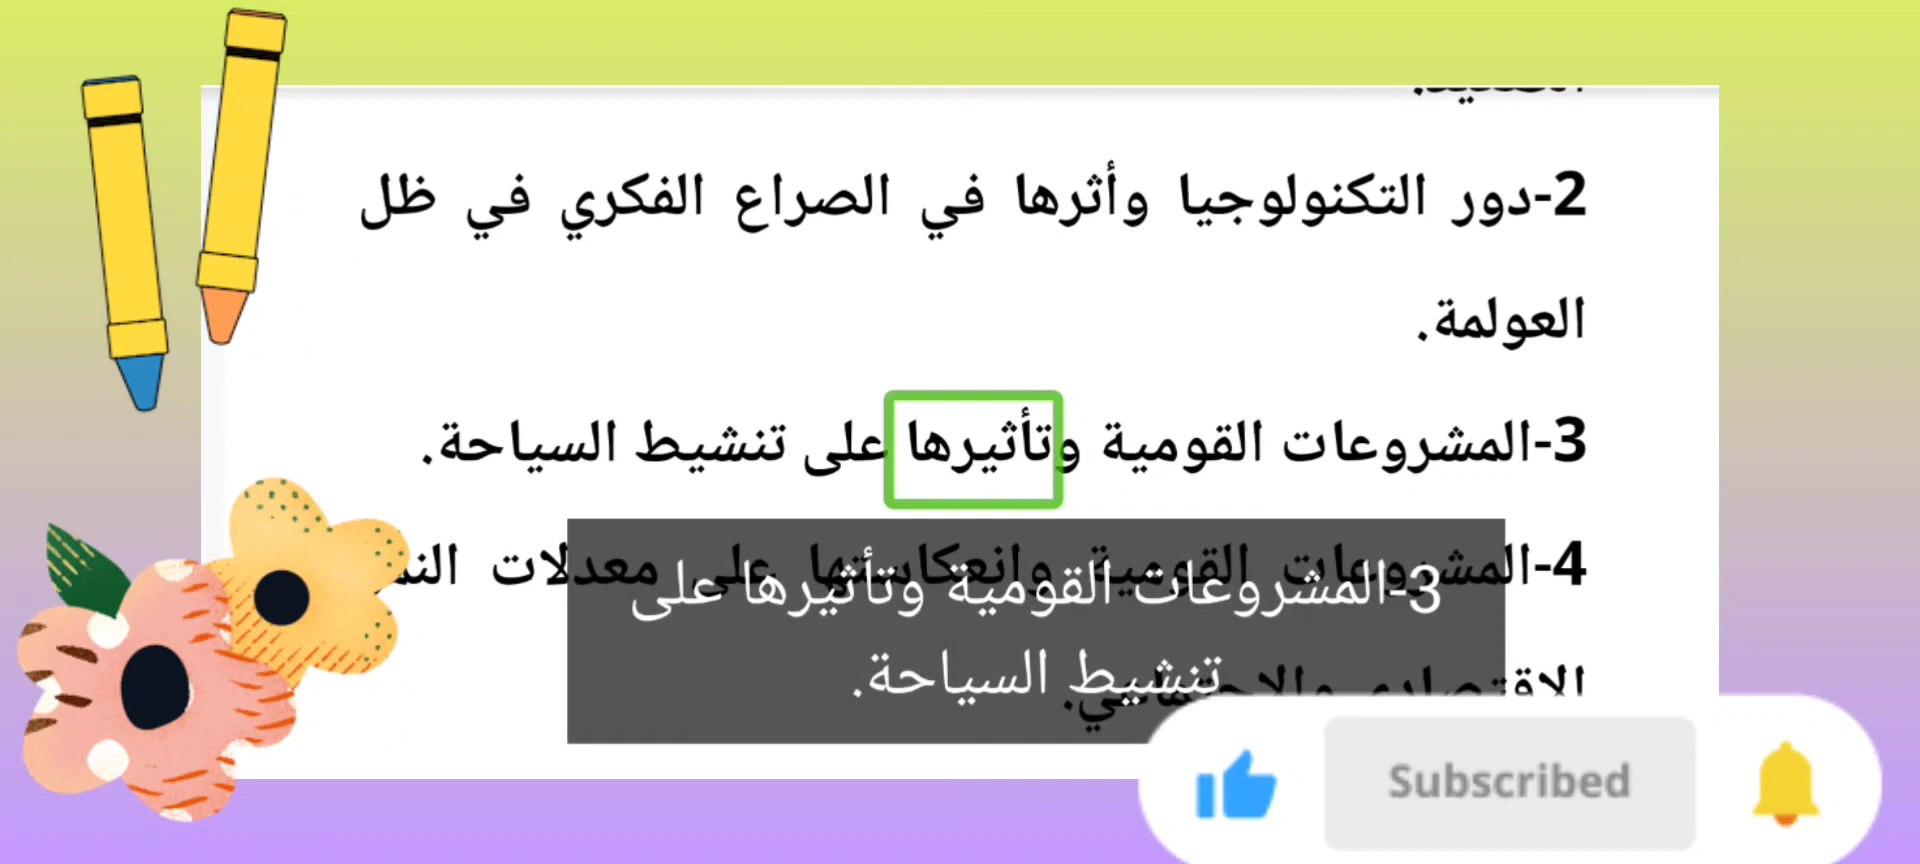 2-دور التكنولوجيا وأثرها في الصراع الفكري في ظل
العولمة.
3-المشروعات القومية وتأثيرها على تنشيط السياحة.
4-المشروعات القومية وانعكاستها على معدلات
3-المشروعات القومية وتأثيرها على
تنشيط السياحة.
Subscribed